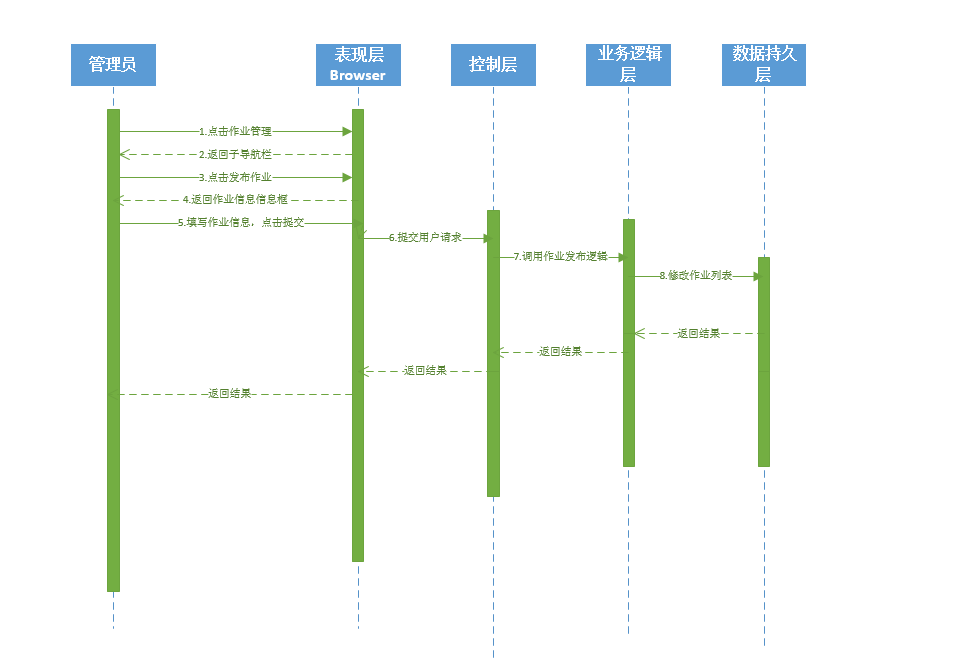 管理员
表现层
Browser
控制层
业务逻辑
层
数据持久
层
1.点击作业管理
2.返回子导航栏
3.点击发布作业
4.返回作业信息信息框
5.填写作业信息，点击提交
6.提交用户请求
7.调用作业发布逻辑
8.修改作业列表
返回结果
返回结果
返回结果
返回结果